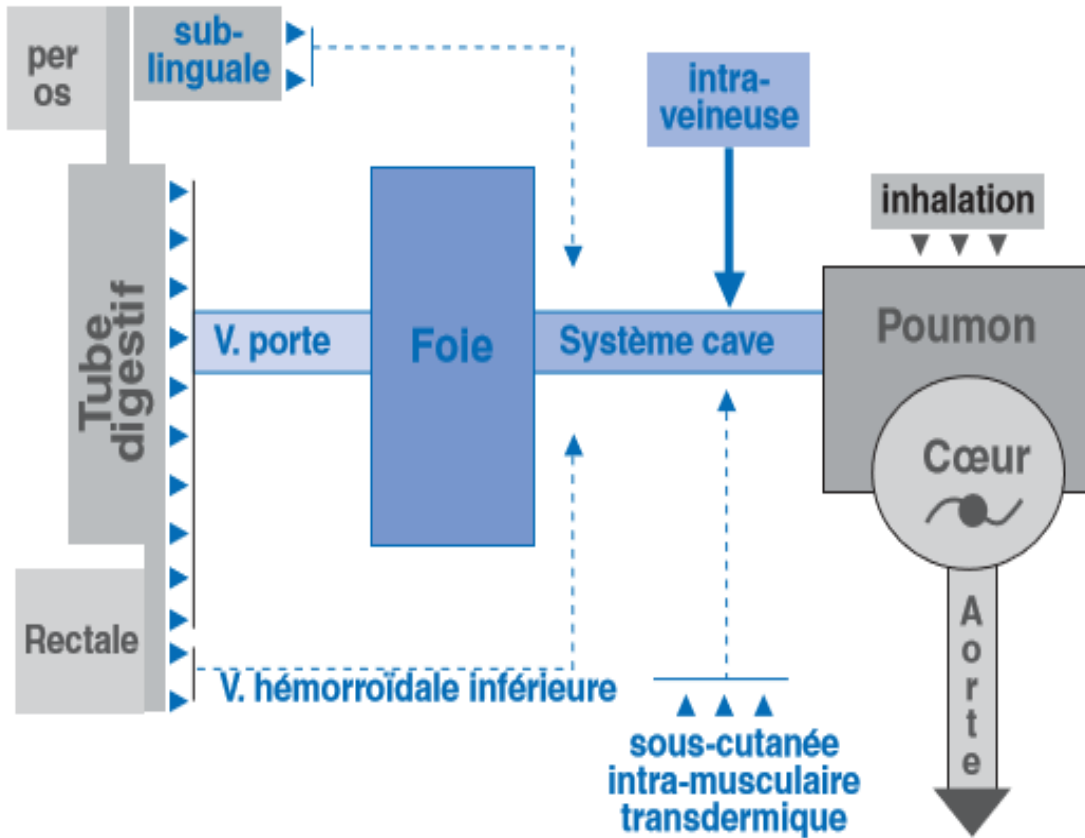 per
os
sub-
linguale
intra-
veineuse
inhalation
Tube
digestif
V. porte
Foie
Système cave
Poumon
Cœur
Rectale
V. hémorroïdale inférieure
sous-cutanée
intra-musculaire
transdermique
Aorte